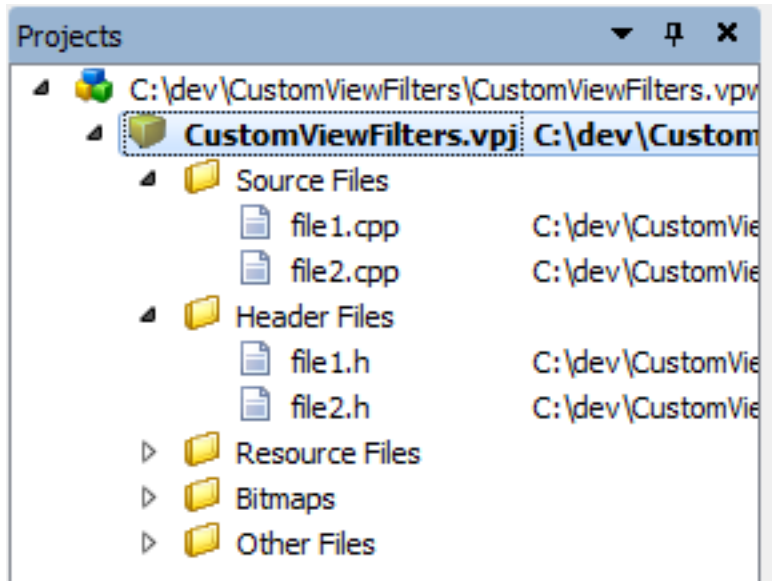 Projects
C:\dev\CustomViewFilters\CustomViewFilters.vpw
CustomViewFilters.vpj C:\dev\Custom
Source Files
file1.cpp C:\dev\CustomVie
file2.cpp C:\dev\CustomVie
Header Files
file1.h C:\dev\CustomVie
file2.h C:\dev\CustomVie
Resource Files
Bitmaps
Other Files